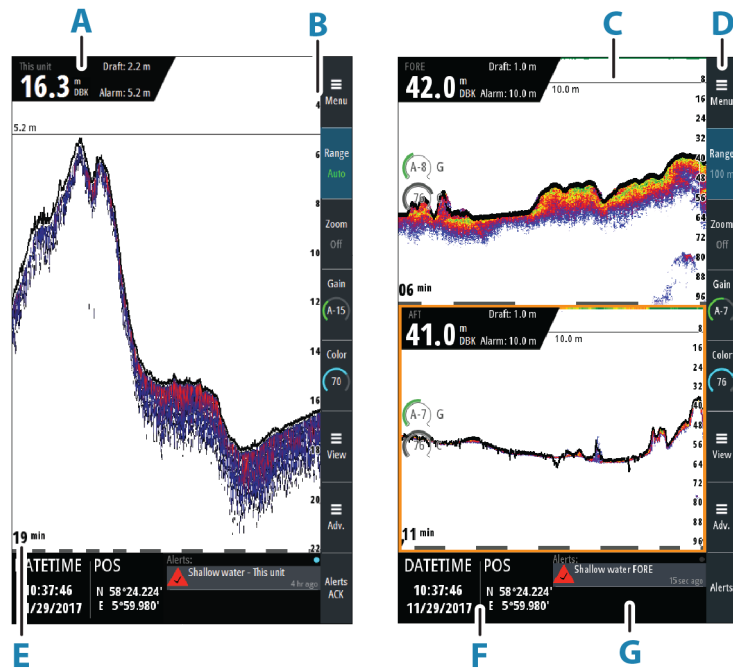 A
B
C
D
This unit
Draft: 2.2 m
16.3 m DBK
Alarm: 5.2 m
5.2 m
4
6
8
10
12
14
16
18
20
22
19 min
Menu
Range
Auto
Zoom
Off
Gain
A-15
Color
70
View
Adv.
Alerts
ACK
DATETIME
10:37:46
11/29/2017
POS
N 58°24.224'
E 5°59.980'
Alerts:
Shallow water - This unit
4 hr ago
FORE
Draft: 1.0 m
42.0 m DBK
Alarm: 10.0 m
10.0 m
8
16
24
32
40
48
56
64
72
80
88
96
A-8 G
76
06 min
AFT
Draft: 1.0 m
41.0 m DBK
Alarm: 10.0 m
10.0 m
8
16
24
32
40
48
56
64
72
80
88
96
A-7 G
76 C
11 min
Menu
Range
100 m
Zoom
Off
Gain
A-7
Color
76
View
Adv.
Alerts
DATETIME
10:37:46
11/29/2017
POS
N 58°24.224'
E 5°59.980'
Alerts:
Shallow water FORE
15 sec ago
E
F
G